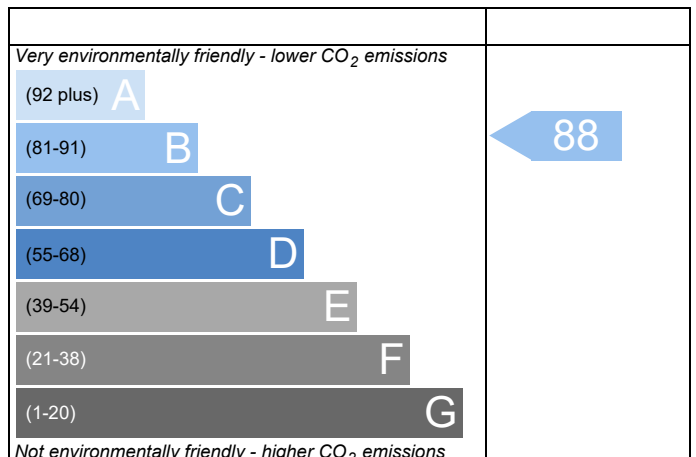 Very environmentally friendly - lower CO2 emissions
(92 plus) A
(81-91) B
88
(69-80) C
(55-68) D
(39-54) E
(21-38) F
(1-20) G
Not environmentally friendly - higher CO2 emissions